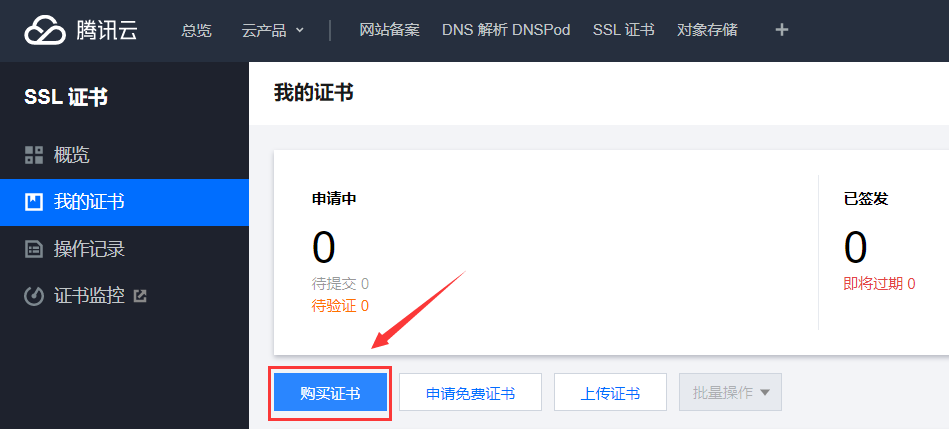 腾讯云 总览 云产品 网站备案 DNS 解析 DNSPod SSL 证书 对象存储 +
SSL 证书
我的证书
概览
我的证书
操作记录
证书监控
申请中
已签发
0
0
待提交 0
即将过期 0
待验证 0
购买证书 申请免费证书 上传证书 批量操作